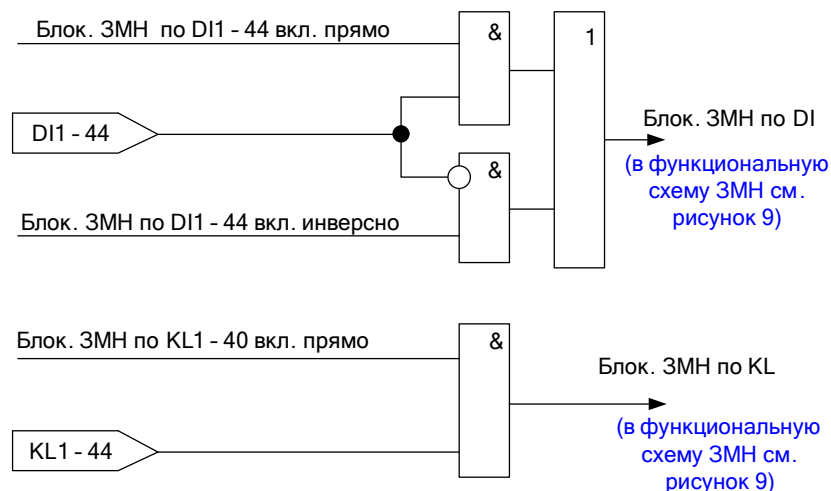 Блок. ЗМН по DI1 - 44 вкл. прямо
&
1
DI1 - 44
Блок. ЗМН по DI
(в функциональную
схему ЗМН см.
рисунок 9)
&
Блок. ЗМН по DI1 - 44 вкл. инверсно
Блок. ЗМН по KL1 - 40 вкл. прямо
&
Блок. ЗМН по KL
(в функциональную
схему ЗМН см.
рисунок 9)
KL1 - 44